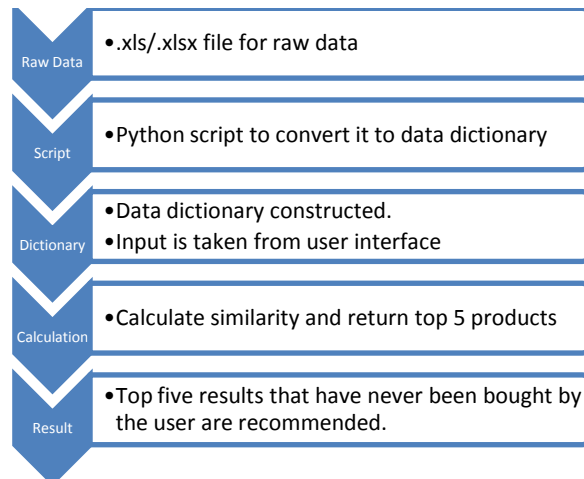 Raw Data
•.xls/.xlsx file for raw data
Script
•Python script to convert it to data dictionary
Dictionary
•Data dictionary constructed.
•Input is taken from user interface
Calculation
•Calculate similarity and return top 5 products
Result
•Top five results that have never been bought by
the user are recommended.